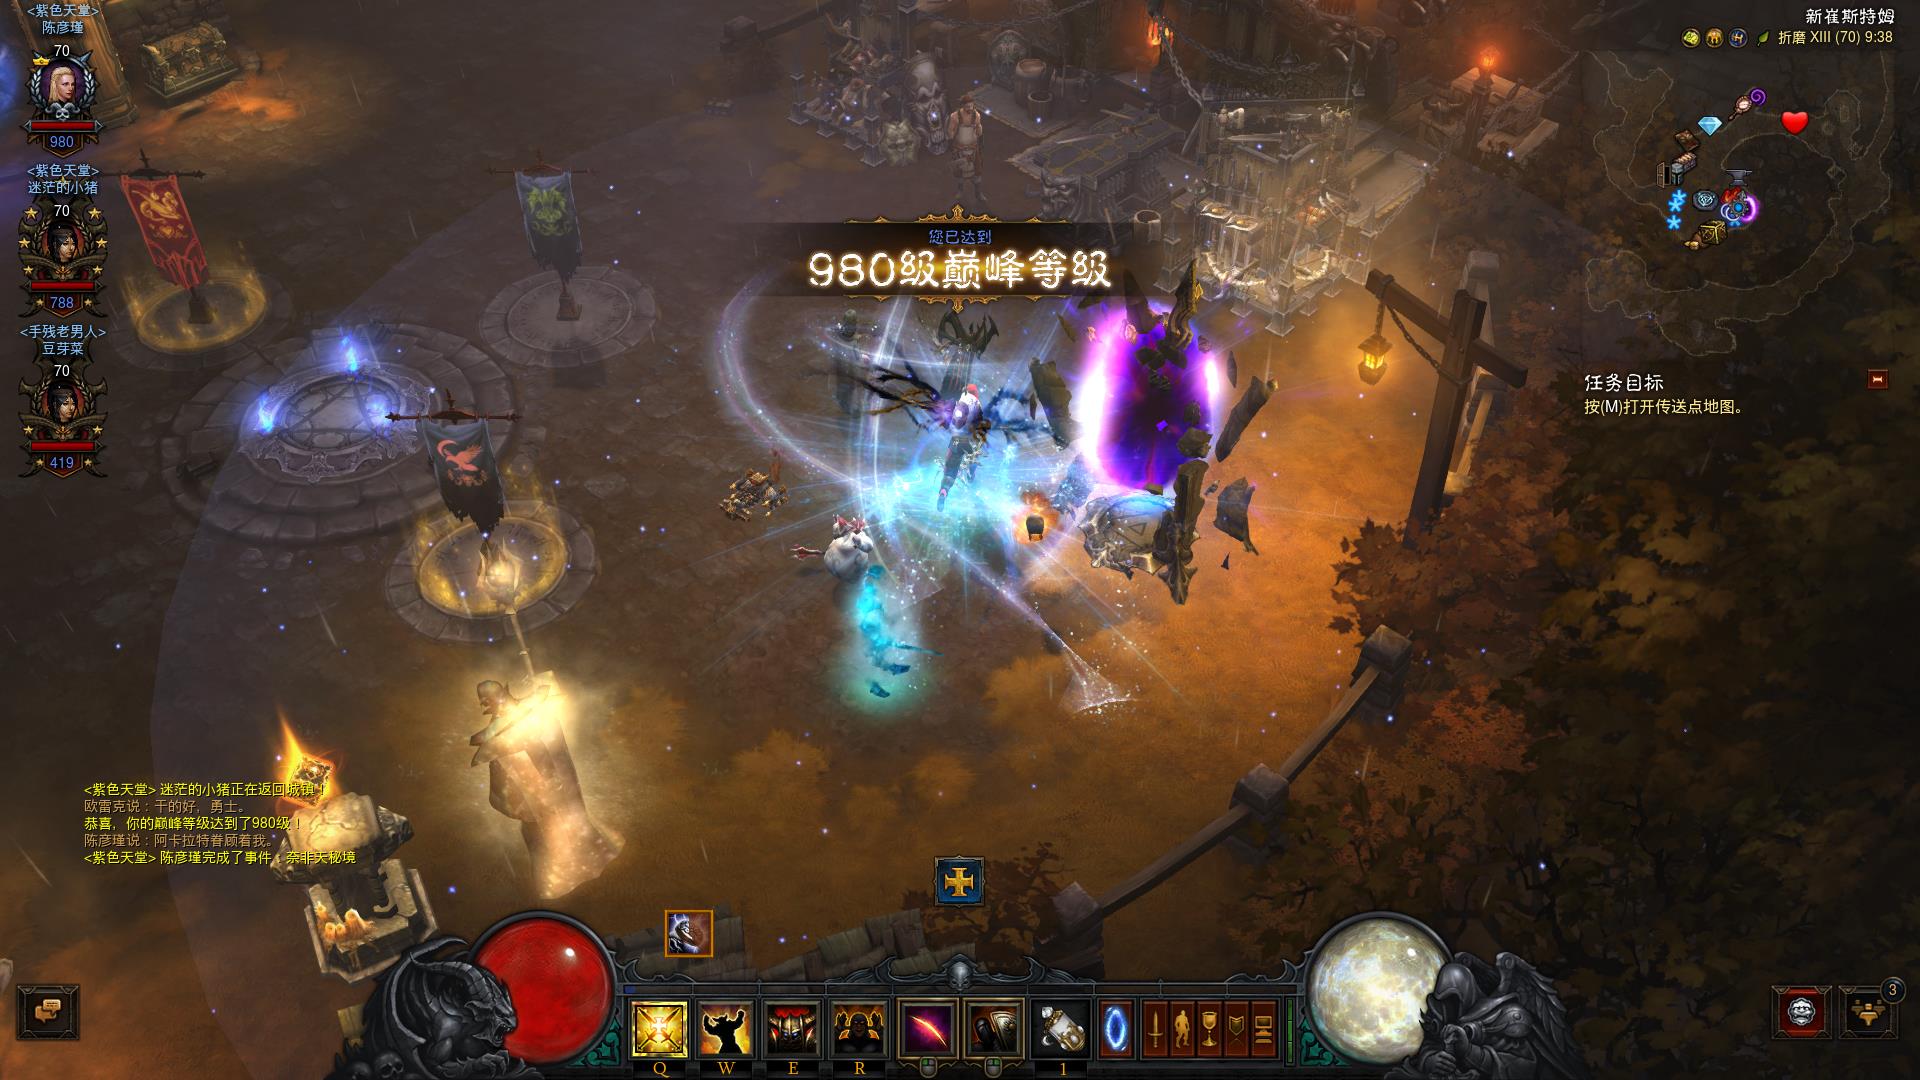 <紫色天堂>
陈彦瑾
70
980
<紫色天堂>
迷茫的小猪
70
788
<手残老男人>
豆芽菜
70
419
您已达到
980级巅峰等级
新崔斯特姆
折磨 XIII (70) 9:38
任务目标
按(M)打开传送点地图。
<紫色天堂> 迷茫的小猪正在返回城镇！
欧雷克说：干的好，勇士。
恭喜，你的巅峰等级达到了980级！
陈彦瑾说：阿卡拉特眷顾着我。
<紫色天堂> 陈彦瑾完成了事件：奈非天秘境
Q
W
E
R
1
3